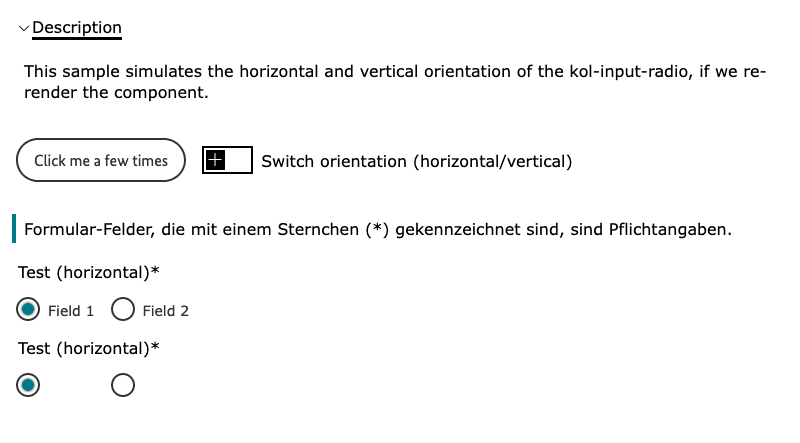 Description
This sample simulates the horizontal and vertical orientation of the kol-input-radio, if we re-
render the component.
Click me a few times
Switch orientation (horizontal/vertical)
Formular-Felder, die mit einem Sternchen (*) gekennzeichnet sind, sind Pflichtangaben.
Test (horizontal)*
Field 1 Field 2
Test (horizontal)*